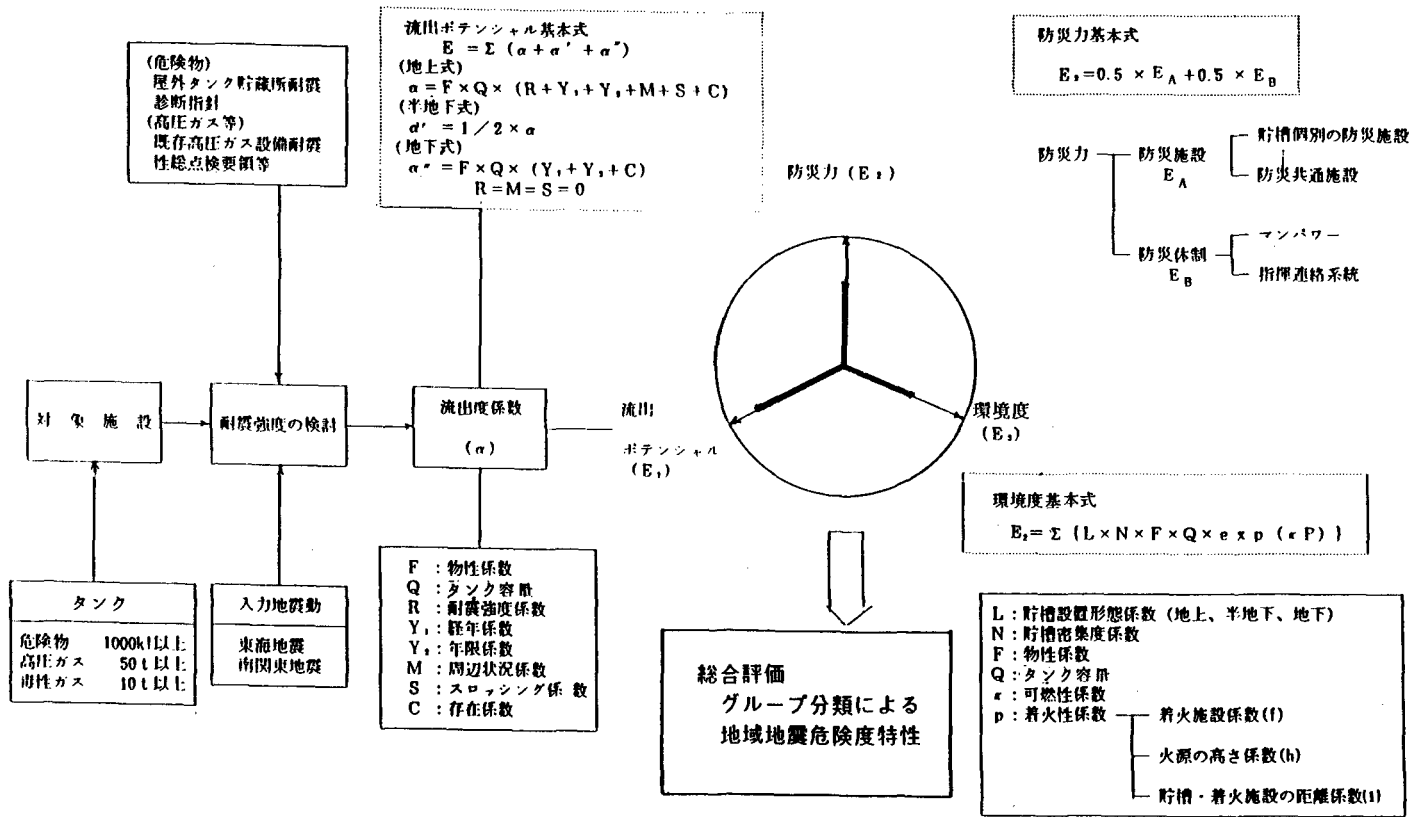 (危険物)
屋外タンク貯蔵所耐震
診断指針
(高圧ガス等)
既存高圧ガス設備耐震
性総点検要領等
流出ポテンシャル基本式
E = Σ (α + α′ + α″)
(地上式)
α = F × Q × (R + Y₁ + Y₂ + M + S + C)
(半地下式)
α′ = 1／2 × α
(地下式)
α″ = F × Q × (Y₁ + Y₂ + C)
R = M = S = 0
防災力基本式
E₃ = 0.5 × E_A + 0.5 × E_B
防災力
防災施設
E_A
貯槽個別の防災施設
防災共通施設
防災体制
E_B
マンパワー
指揮連絡系統
防災力 (E₂)
対象施設
耐震強度の検討
流出度係数
(α)
流出
ポテンシャル
(E₁)
環境度
(E₃)
環境度基本式
E₂ = Σ {L × N × F × Q × exp (κP)}
タンク
危険物 1000kl以上
高圧ガス 50t以上
毒性ガス 10t以上
入力地震動
東海地震
南関東地震
F : 物性係数
Q : タンク容量
R : 耐震強度係数
Y₁ : 経年係数
Y₂ : 年限係数
M : 周辺状況係数
S : スロッシング係数
C : 存在係数
総合評価
グループ分類による
地域地震危険度特性
L : 貯槽設置形態係数 (地上、半地下、地下)
N : 貯槽密集度係数
F : 物性係数
Q : タンク容量
κ : 可燃性係数
p : 着火性係数
着火施設係数(f)
火源の高さ係数(h)
貯槽・着火施設の距離係数(l)